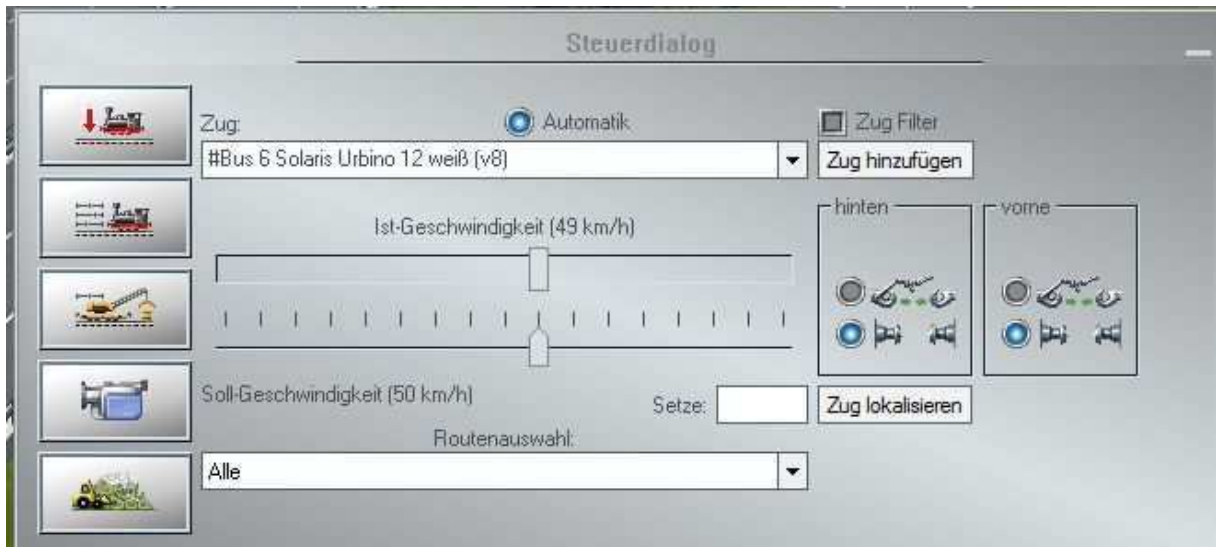 Steuerdialog
Zug:
Automatik
Zug Filter
#Bus 6 Solaris Urbino 12 weiß (v8)
Zug hinzufügen
hinten
vorne
Ist-Geschwindigkeit (49 km/h)
Soll-Geschwindigkeit (50 km/h)
Setze:
Zug lokalisieren
Routenauswahl:
Alle